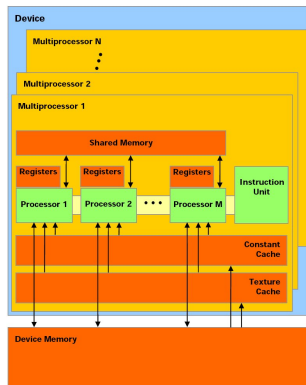 Device
Multiprocessor N
Multiprocessor 2
Multiprocessor 1
Shared Memory
Registers
Registers
Registers
Processor 1
Processor 2
Processor M
Instruction
Unit
Constant
Cache
Texture
Cache
Device Memory